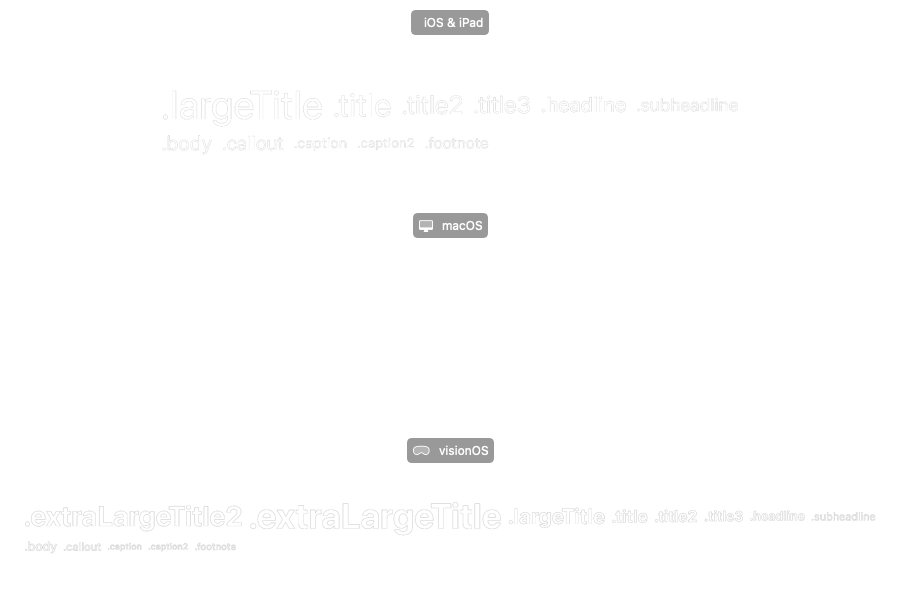 iOS & iPad
.largeTitle .title .title2 .title3 .headline .subheadline
.body .callout .caption .caption2 .footnote
macOS
visionOS
.extraLargeTitle2 .extraLargeTitle .largeTitle .title .title2 .title3 .headline .subheadline
.body .callout .caption .caption2 .footnote